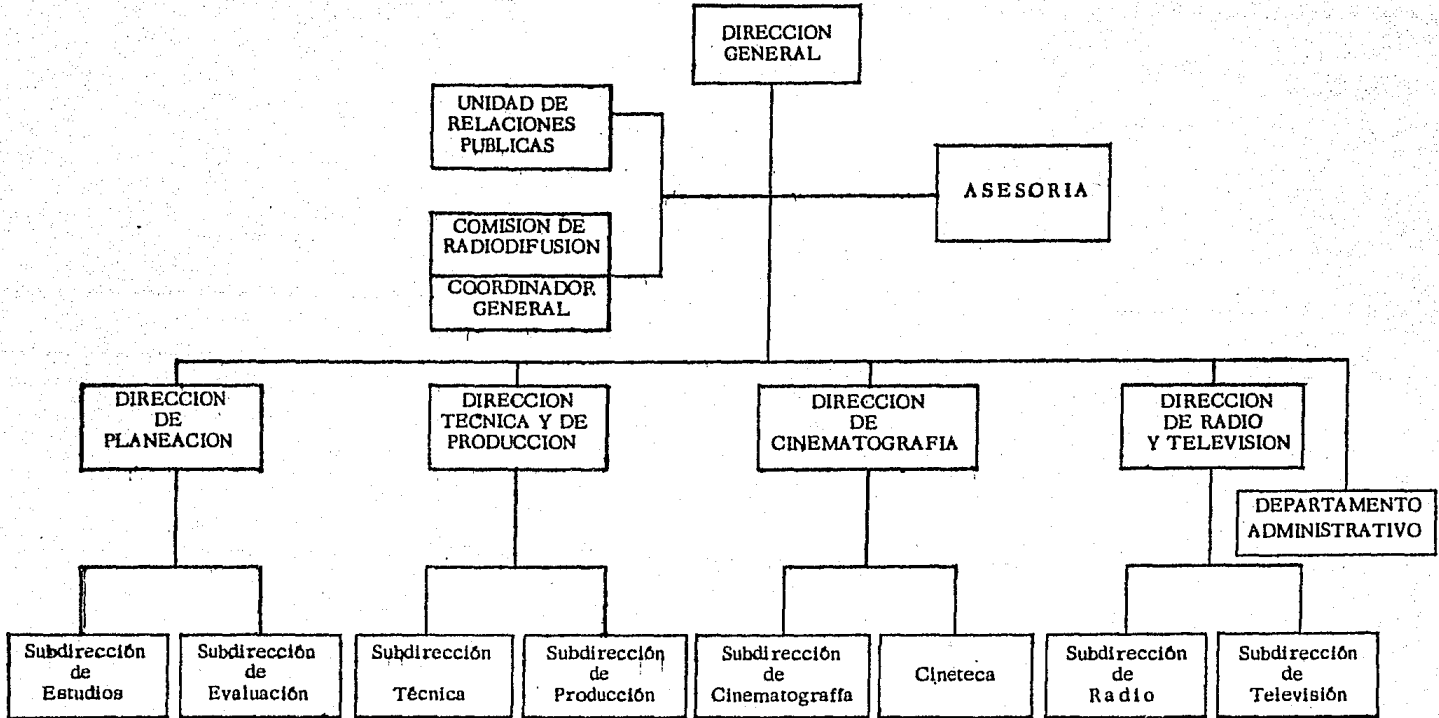 DIRECCION
GENERAL
UNIDAD DE
RELACIONES
PUBLICAS
ASESORIA
COMISION DE
RADIODIFUSION
COORDINADOR
GENERAL
DIRECCION
DE
PLANEACION
DIRECCION
TECNICA Y DE
PRODUCCION
DIRECCION
DE
CINEMATOGRAFIA
DIRECCION
DE RADIO
Y TELEVISION
DEPARTAMENTO
ADMINISTRATIVO
Subdirección
de
Estudios
Subdirección
de
Evaluación
Subdirección
Técnica
Subdirección
de
Producción
Subdirección
de
Cinematografía
Cineteca
Subdirección
de
Radio
Subdirección
de
Televisión